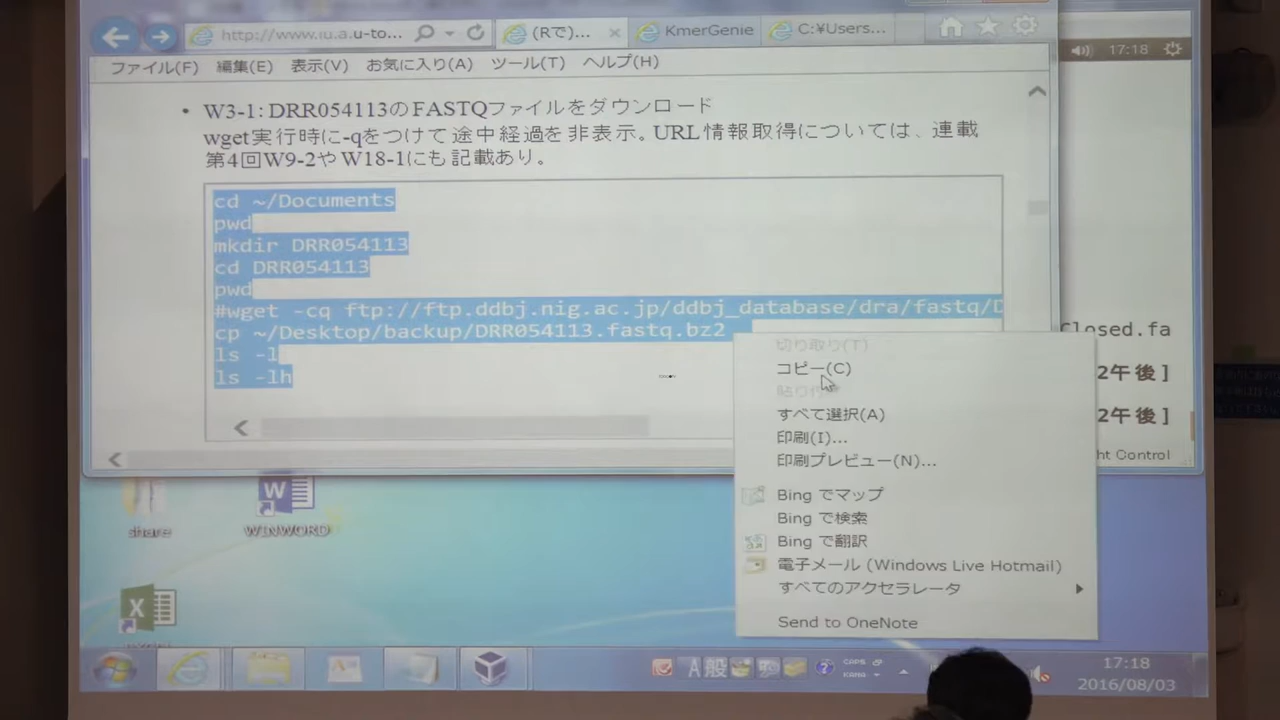 http://www.iu.a.u-to...
(Rで)...
KmerGenie
C:¥Users...
17:18
ファイル(F) 編集(E) 表示(V) お気に入り(A) ツール(T) ヘルプ(H)
• W3-1: DRR054113のFASTQファイルをダウンロード
wget実行時に-qをつけて途中経過を非表示。URL情報取得については、連載
第4回W9-2やW18-1にも記載あり。
cd ~/Documents
pwd
mkdir DRR054113
cd DRR054113
pwd
#wget -cq ftp://ftp.ddbj.nig.ac.jp/ddbj_database/dra/fastq/D
cp ~/Desktop/backup/DRR054113.fastq.bz2
ls -l
ls -lh
Closed.fa
2午後]
2午後]
ht Control
切り取り(T)
コピー(C)
貼り付
すべて選択(A)
印刷(I)...
印刷プレビュー(N)...
Bing でマップ
Bing で検索
Bing で翻訳
電子メール (Windows Live Hotmail)
すべてのアクセラレータ
Send to OneNote
share
WINWORD
A般
CAPS
KANA
17:18
2016/08/03